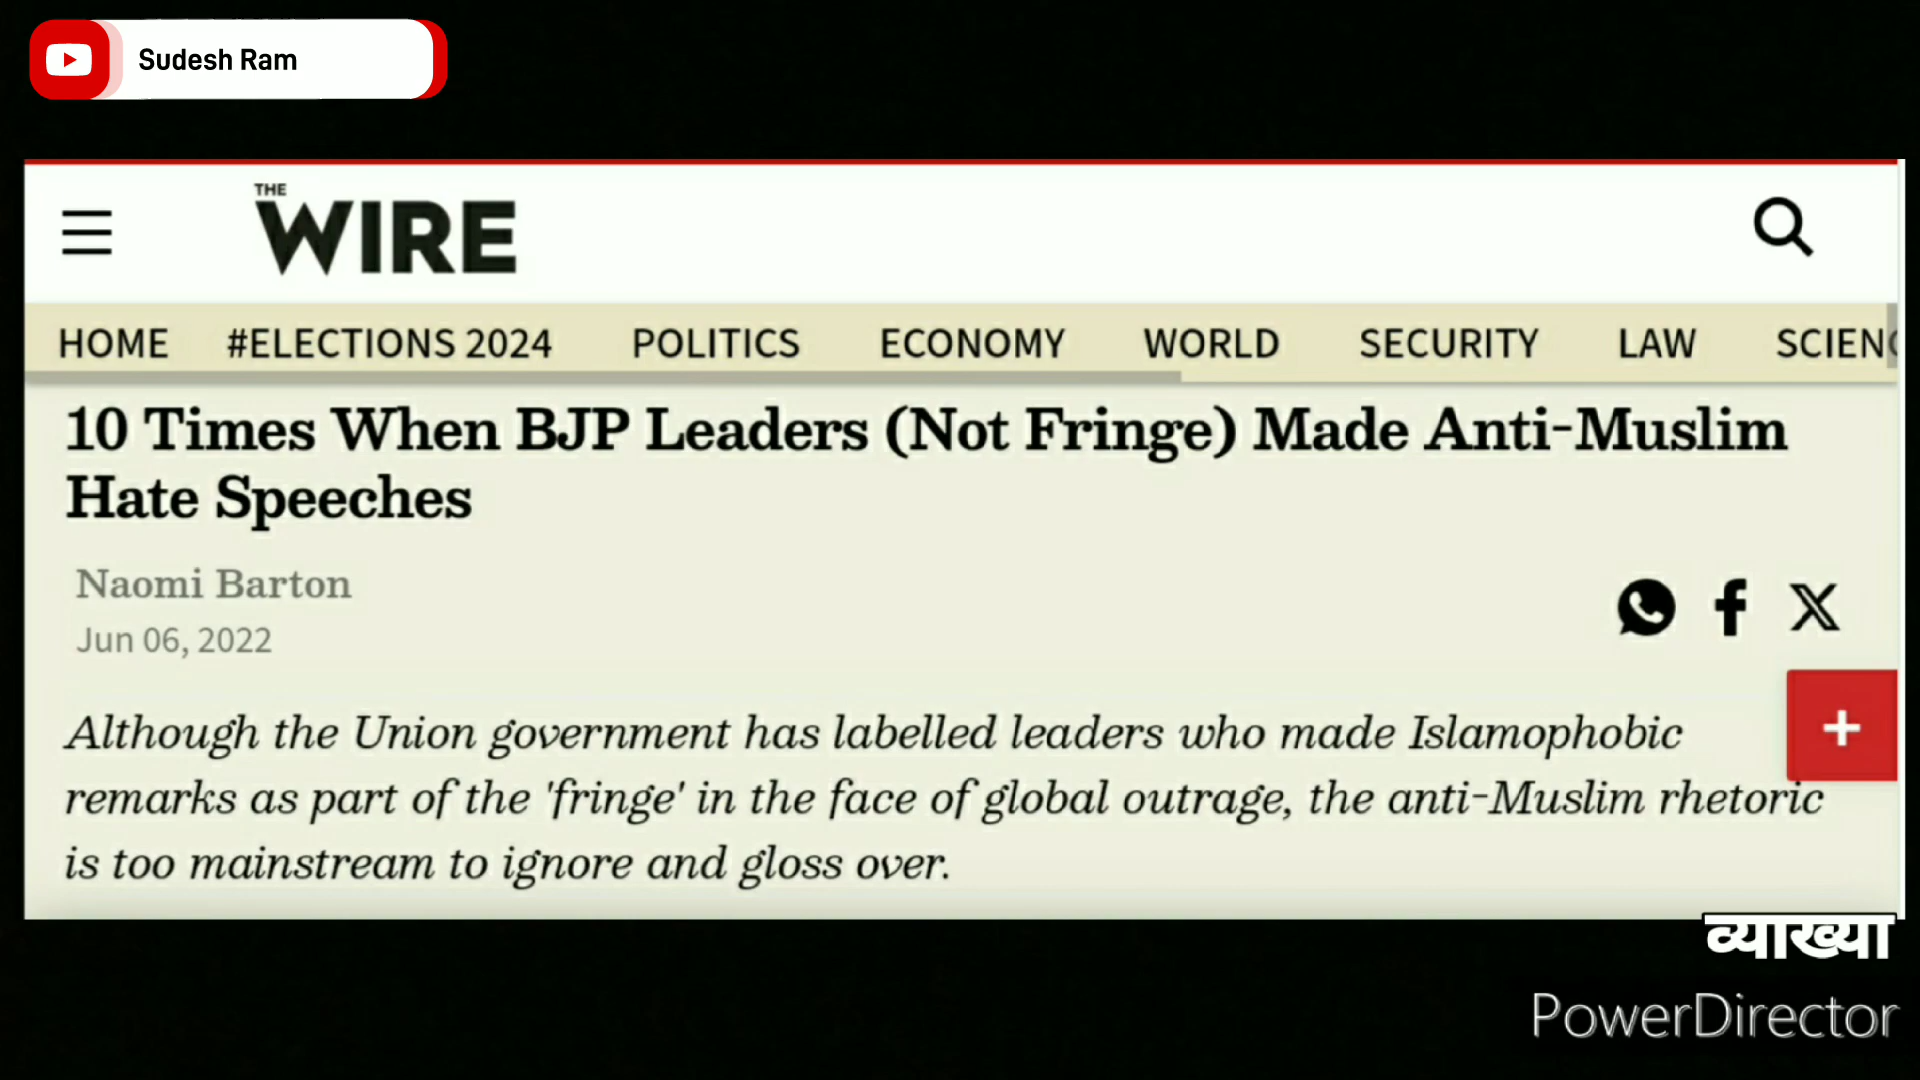 Sudesh Ram
THE
WIRE
HOME #ELECTIONS 2024 POLITICS ECONOMY WORLD SECURITY LAW SCIENC
10 Times When BJP Leaders (Not Fringe) Made Anti-Muslim
Hate Speeches
Naomi Barton
Jun 06, 2022
Although the Union government has labelled leaders who made Islamophobic
remarks as part of the 'fringe' in the face of global outrage, the anti-Muslim rhetoric
is too mainstream to ignore and gloss over.
व्याख्या
PowerDirector